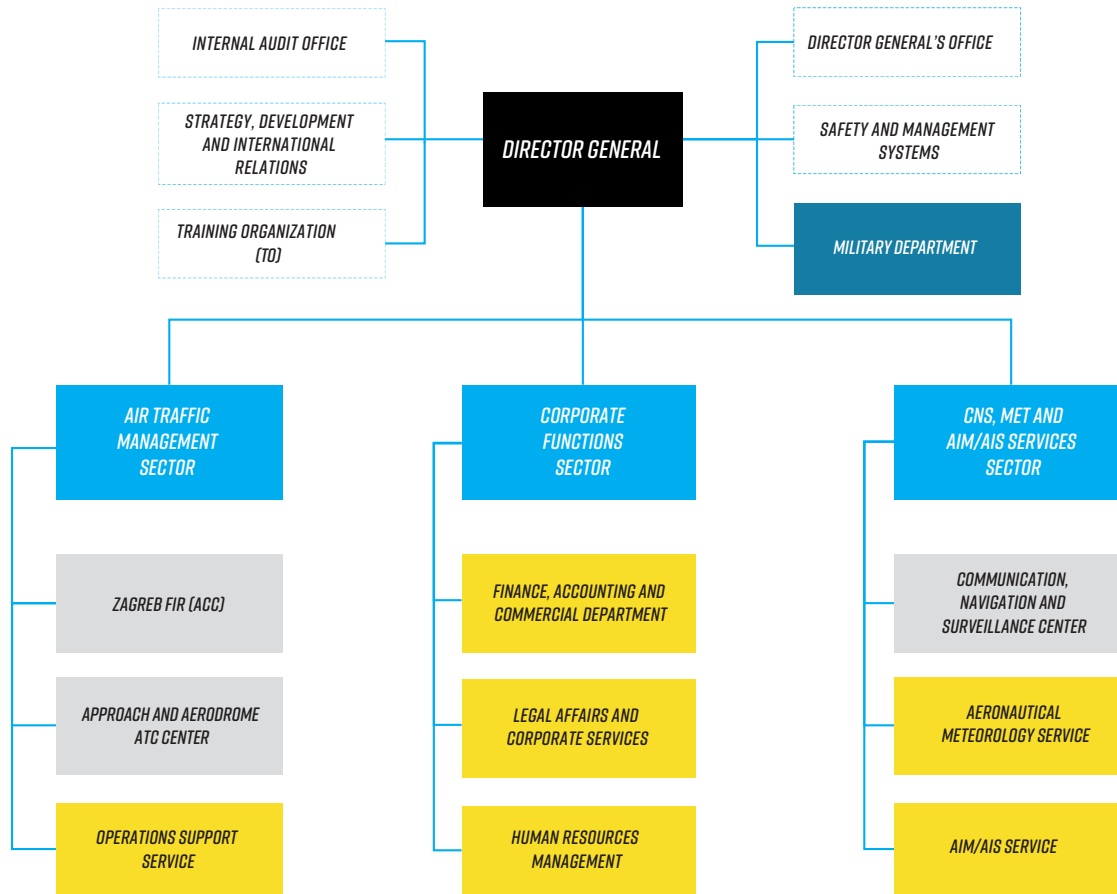 INTERNAL AUDIT OFFICE
DIRECTOR GENERAL'S OFFICE
STRATEGY, DEVELOPMENT
AND INTERNATIONAL
RELATIONS
DIRECTOR GENERAL
SAFETY AND MANAGEMENT
SYSTEMS
TRAINING ORGANIZATION
(TO)
MILITARY DEPARTMENT
AIR TRAFFIC
MANAGEMENT
SECTOR
CORPORATE
FUNCTIONS
SECTOR
CNS, MET AND
AIM/AIS SERVICES
SECTOR
ZAGREB FIR (ACC)
FINANCE, ACCOUNTING AND
COMMERCIAL DEPARTMENT
COMMUNICATION,
NAVIGATION AND
SURVEILLANCE CENTER
APPROACH AND AERODROME
ATC CENTER
LEGAL AFFAIRS AND
CORPORATE SERVICES
AERONAUTICAL
METEOROLOGY SERVICE
OPERATIONS SUPPORT
SERVICE
HUMAN RESOURCES
MANAGEMENT
AIM/AIS SERVICE